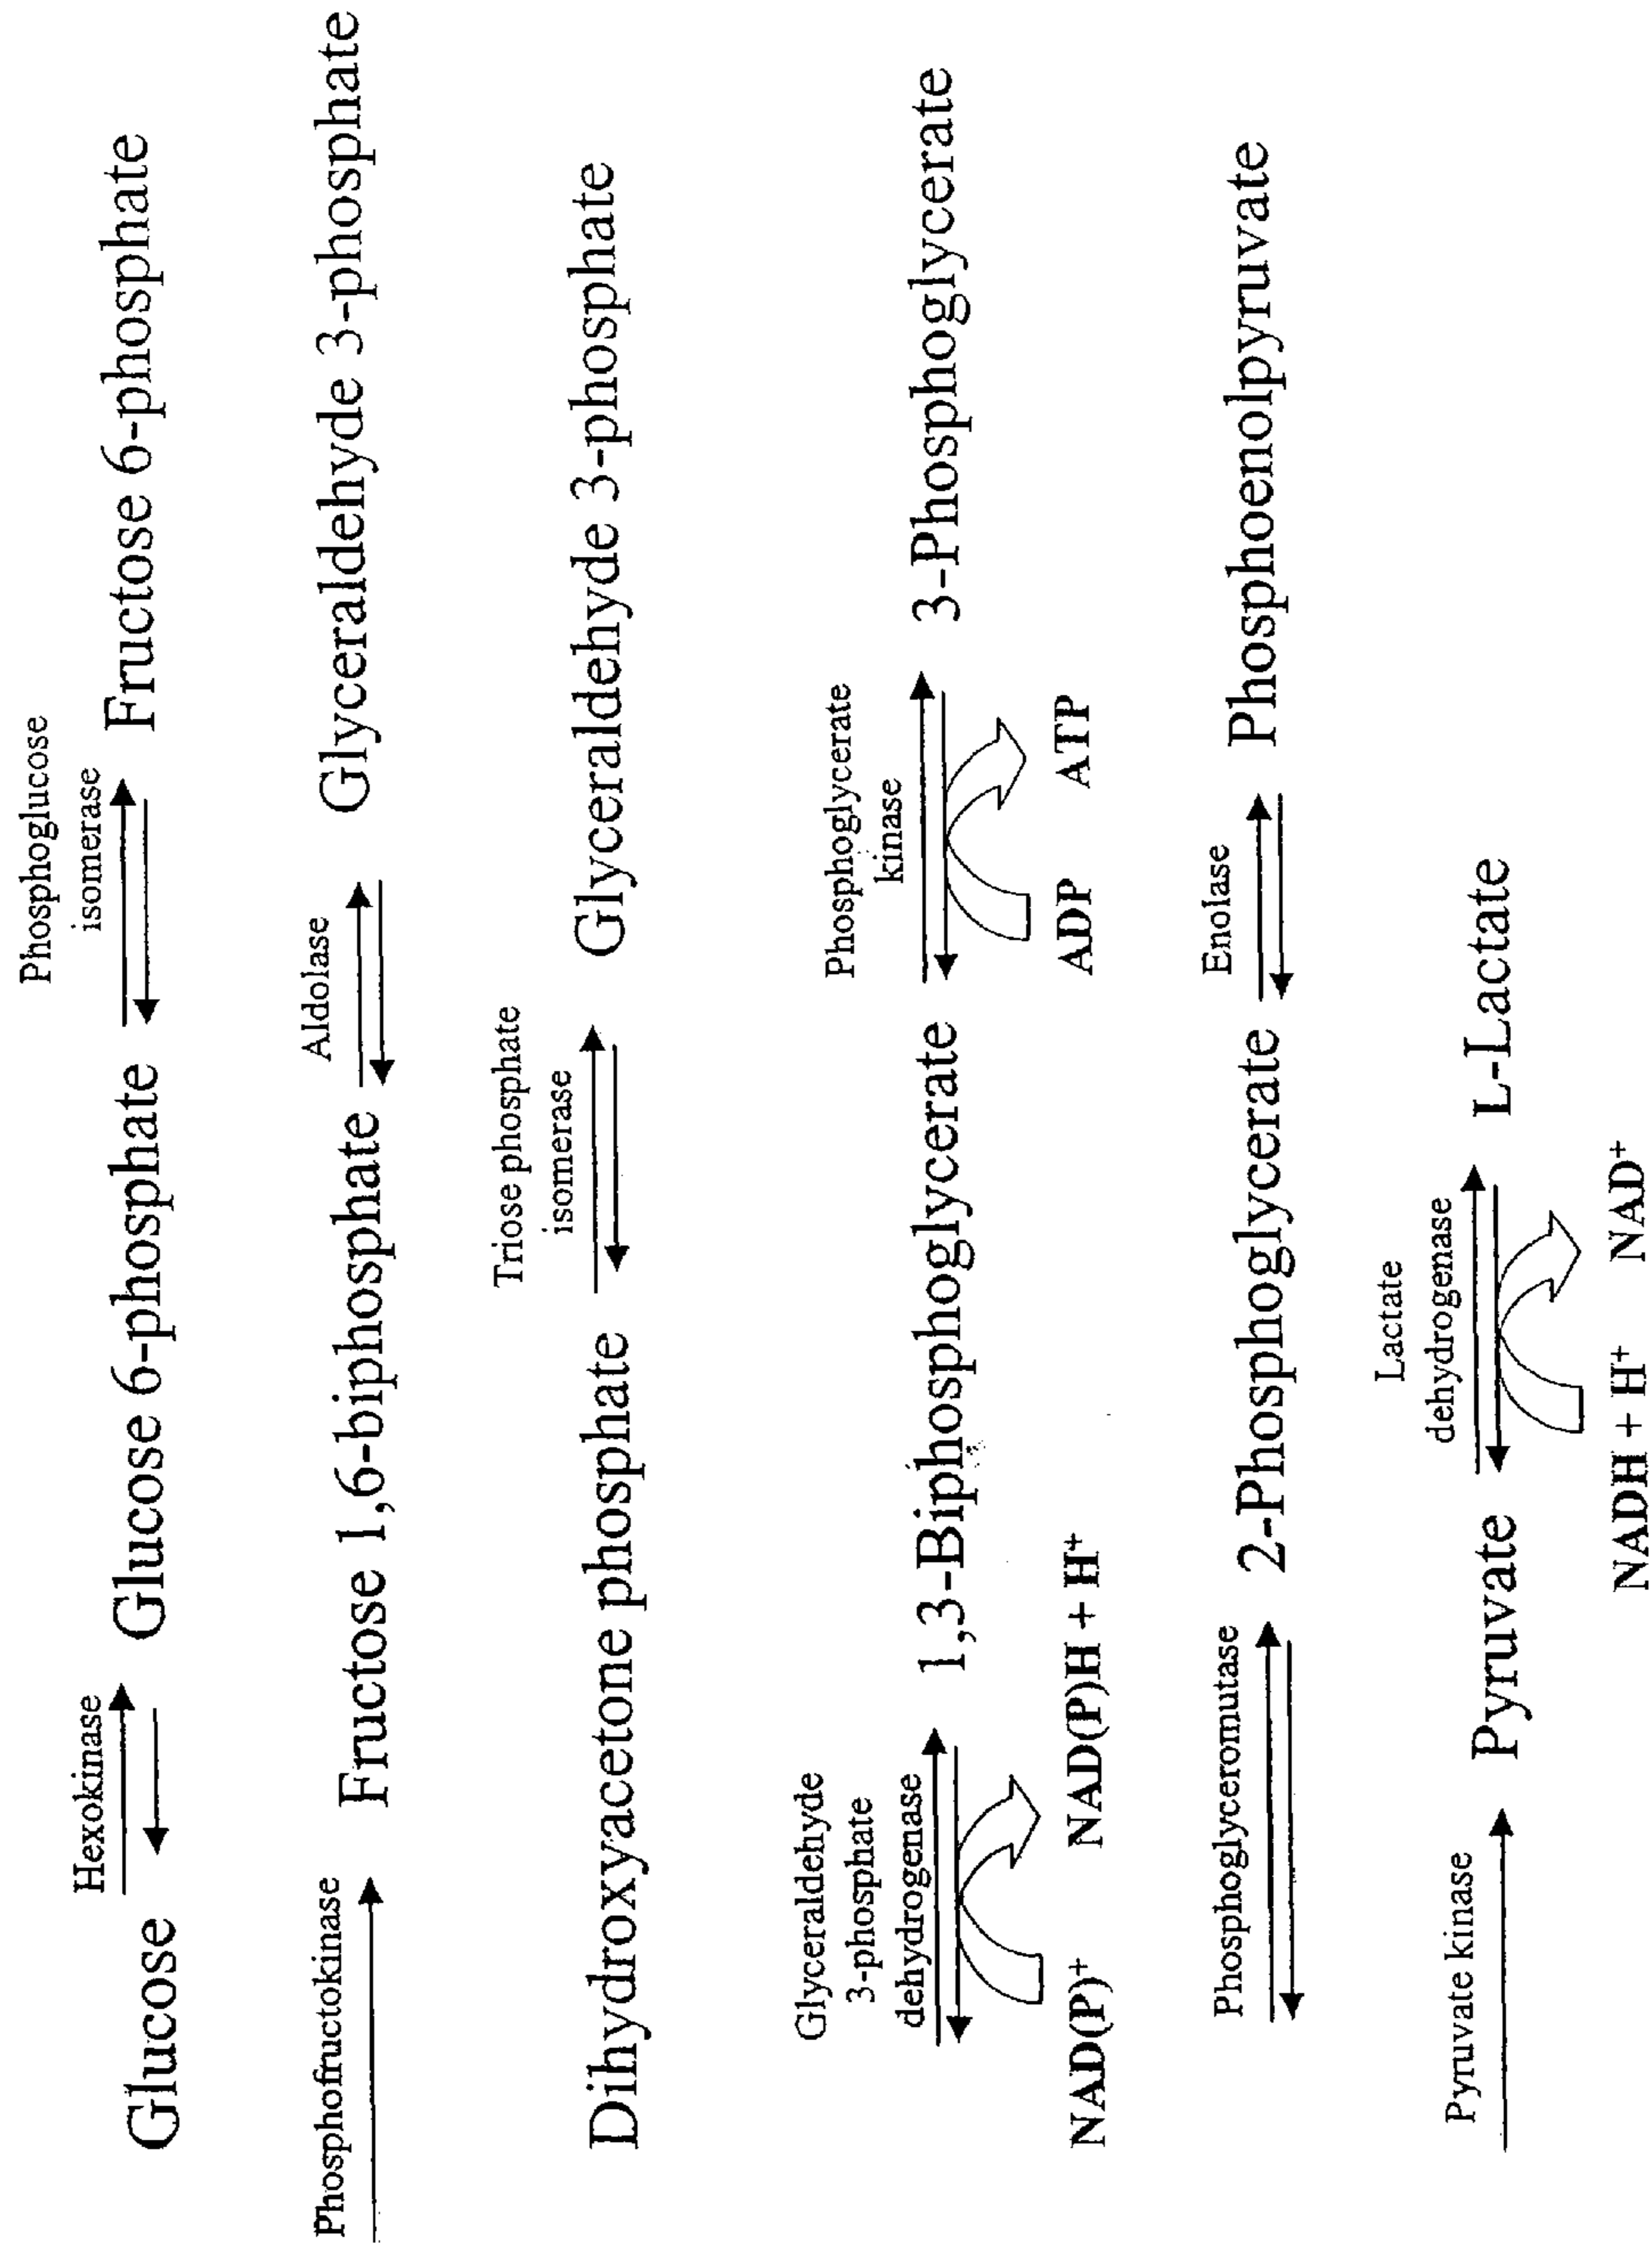 Phosphoglucose
Hexokinase isomerase
Glucose Glucose 6-phosphate Fructose 6-phosphate
Phosphofructokinase Aldolase
Fructose 1,6-biphosphate Glyceraldehyde 3-phosphate
Triose phosphate
isomerase
Dihydroxyacetone phosphate Glyceraldehyde 3-phosphate
Glyceraldehyde Phosphoglycerate
3-phosphate kinase
dehydrogenase
1,3-Biphosphoglycerate 3-Phosphoglycerate
NAD(P)+ NAD(P)H + H+ ADP ATP
Phosphoglyceromutase Enolase
2-Phosphoglycerate Phosphoenolpyruvate
Lactate
Pyruvate kinase dehydrogenase
Pyruvate L-Lactate
NADH + H+ NAD+